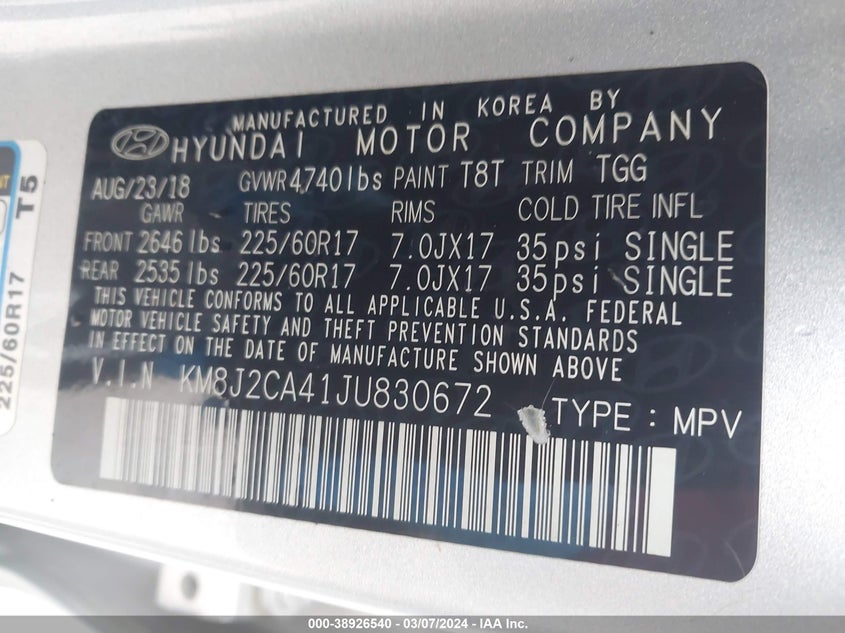 MANUFACTURED IN KOREA BY
HYUNDAI MOTOR COMPANY
AUG/23/18 GVWR 4,740lbs PAINT T8T TRIM TGG
GAWR TIRES RIMS COLD TIRE INFL
FRONT 2646 lbs 225/60R17 7.0JX17 35psi SINGLE
REAR 2535 lbs 225/60R17 7.0JX17 35psi SINGLE
THIS VEHICLE CONFORMS TO ALL APPLICABLE U.S.A. FEDERAL
MOTOR VEHICLE SAFETY AND THEFT PREVENTION STANDARDS
IN EFFECT ON THE DATE OF MANUFACTURE SHOWN ABOVE
V.I.N KM8J2CA41JU830672 TYPE : MPV
225/60R17 T5
000-38926540 - 03/07/2024 - IAA Inc.